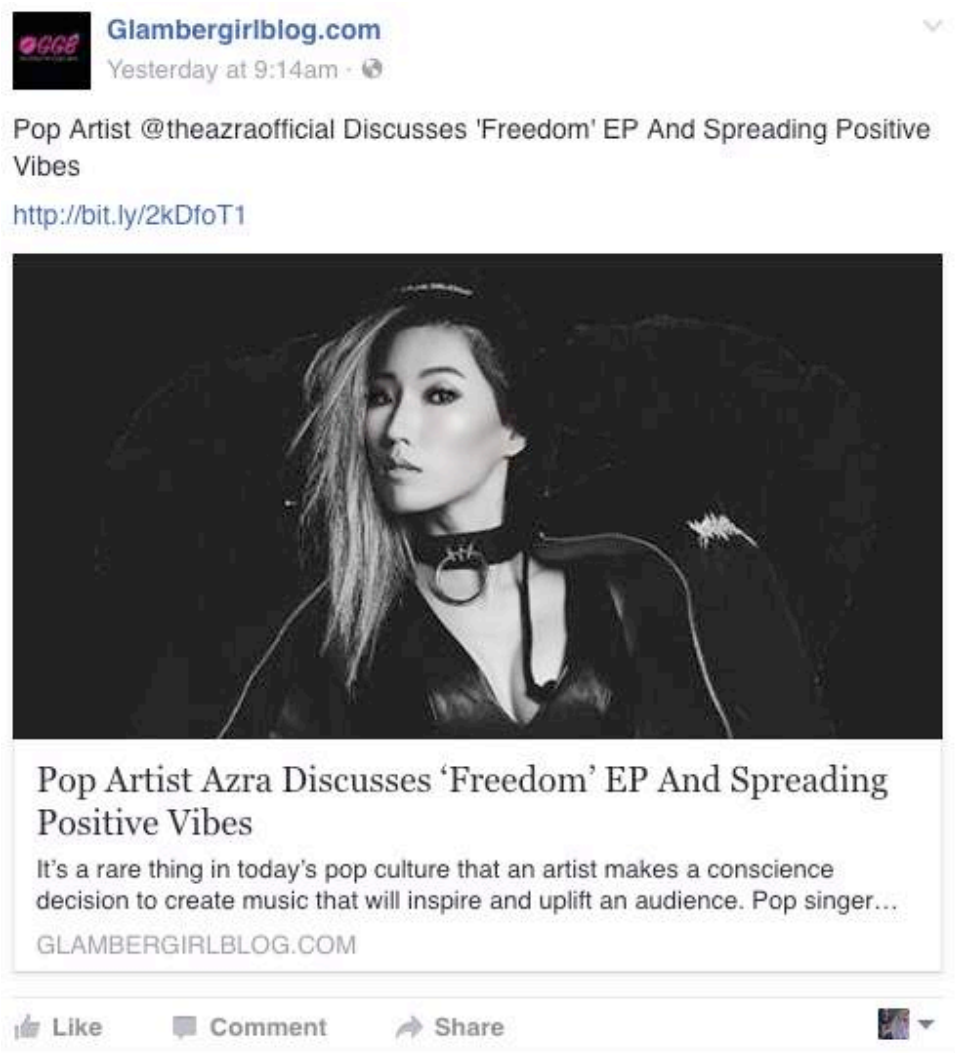 GGB
Glambergirlblog.com
Yesterday at 9:14am ·
Pop Artist @theazraofficial Discusses 'Freedom' EP And Spreading Positive
Vibes
http://bit.ly/2kDfoT1
Pop Artist Azra Discusses ‘Freedom’ EP And Spreading
Positive Vibes
It’s a rare thing in today’s pop culture that an artist makes a conscience
decision to create music that will inspire and uplift an audience. Pop singer...
GLAMBERGIRLBLOG.COM
Like Comment Share